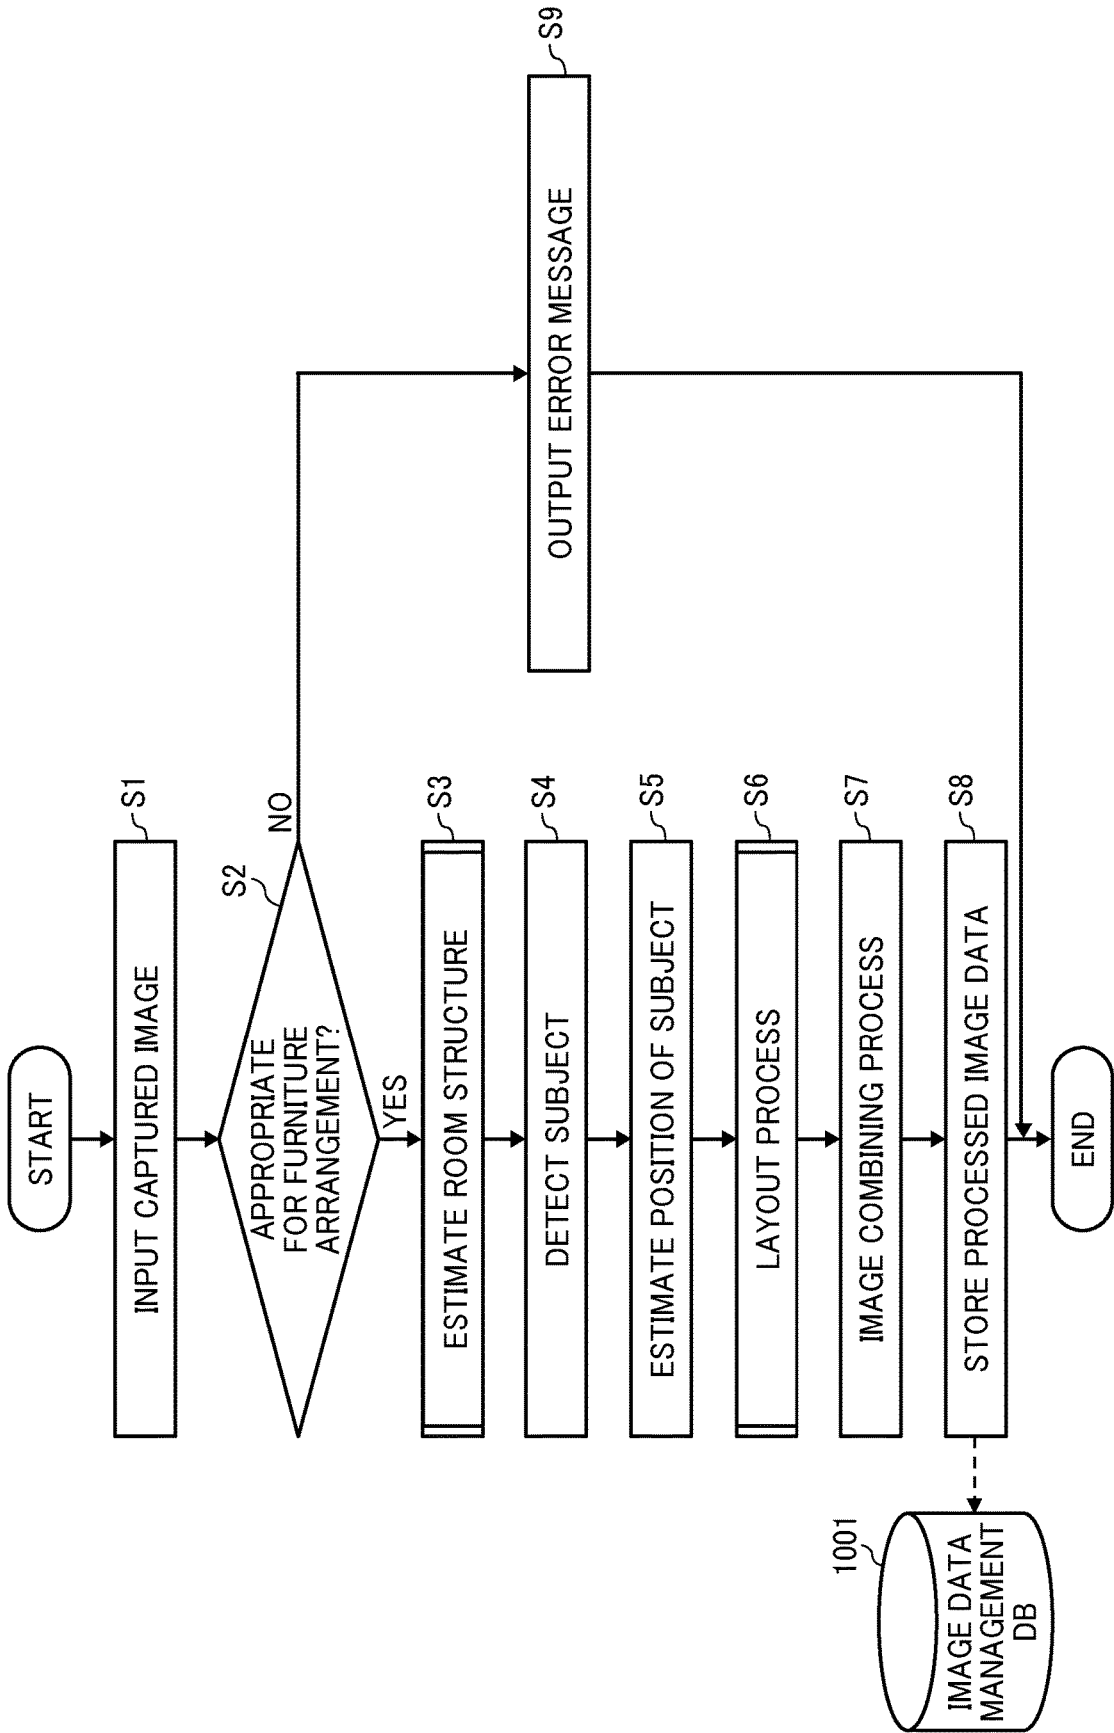 START
INPUT CAPTURED IMAGE
S1
S2
APPROPRIATE
FOR FURNITURE
ARRANGEMENT?
NO
YES
ESTIMATE ROOM STRUCTURE
S3
DETECT SUBJECT
S4
OUTPUT ERROR MESSAGE
S9
ESTIMATE POSITION OF SUBJECT
S5
LAYOUT PROCESS
S6
IMAGE COMBINING PROCESS
S7
STORE PROCESSED IMAGE DATA
S8
1001
IMAGE DATA
MANAGEMENT
DB
END